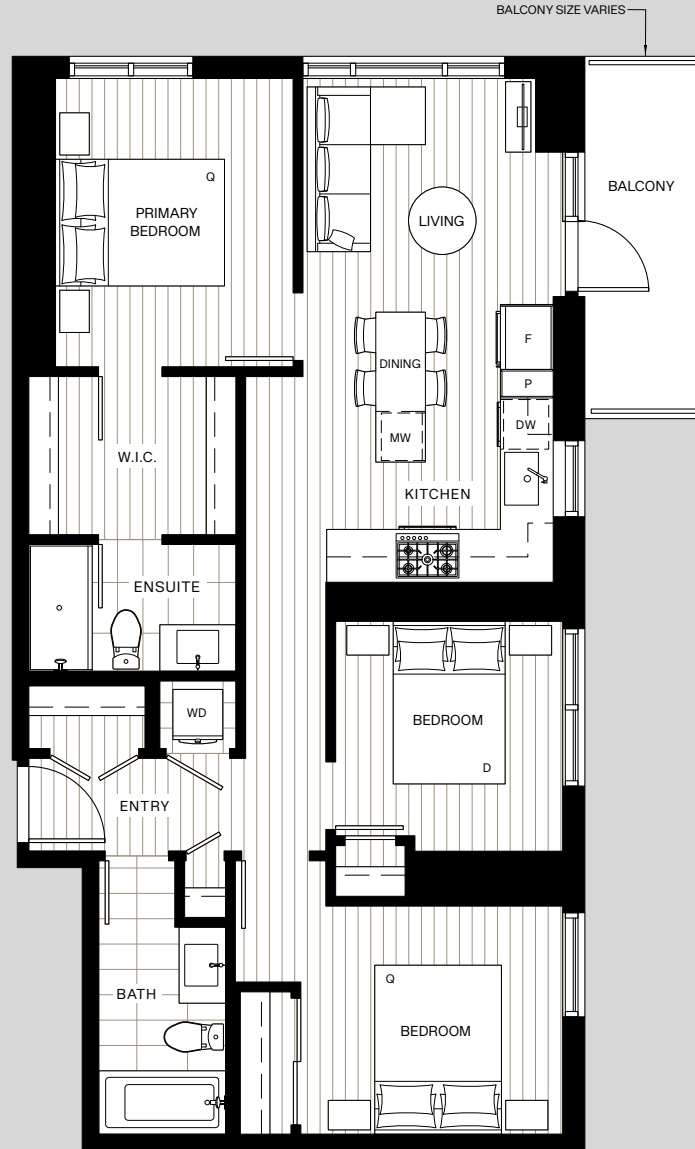 BALCONY SIZE VARIES
Q
PRIMARY
BEDROOM
BALCONY
LIVING
F
DINING
P
DW
MW
W.I.C.
KITCHEN
ENSUITE
WD
BEDROOM
D
ENTRY
Q
BATH
BEDROOM